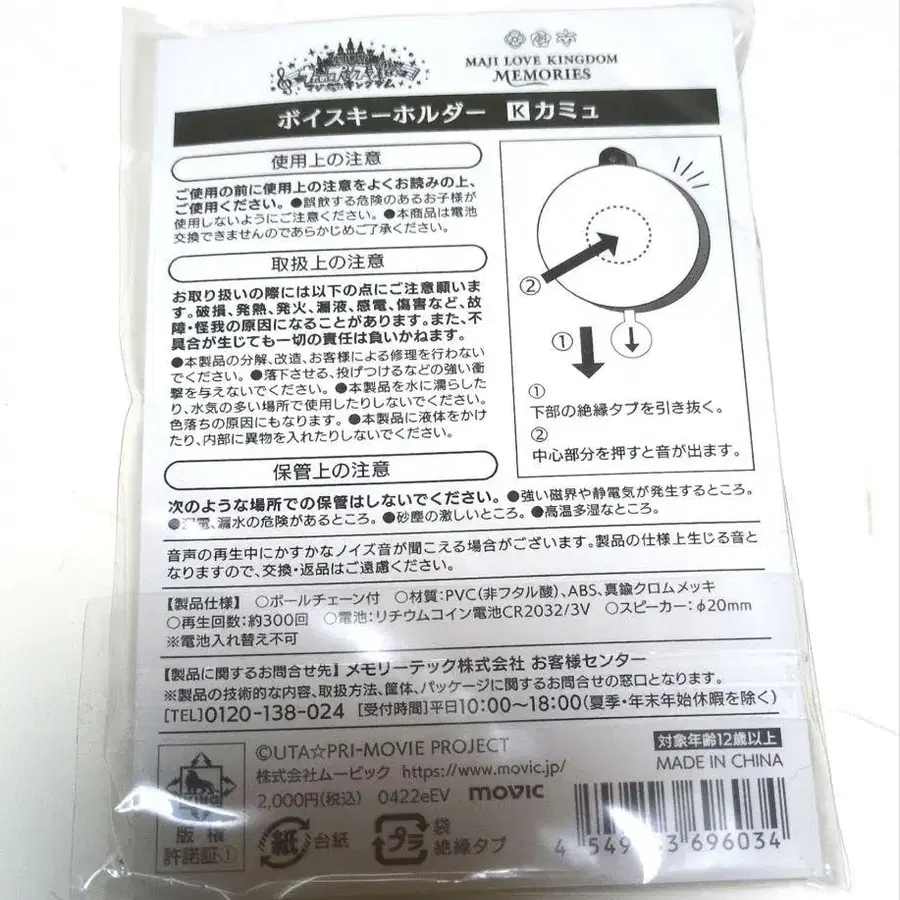 MAJI LOVE KINGDOM
MEMORIES
ボイスキーホルダー K カミュ
使用上の注意
ご使用の前に使用上の注意をよくお読みの上、
ご使用ください。●誤飲する危険のあるお子様が
使用しないようにご注意ください。●本商品は電池
交換できませんのであらかじめご了承ください。
取扱上の注意
お取り扱いの際には以下の点にご注意願いま
す。破損、発熱、発火、漏液、感電、傷害など、故
障・怪我の原因になることがあります。また、不
具合が生じても一切の責任は負いかねます。
●本製品の分解、改造、お客様による修理を行わない
でください。●落下させる、投げつけるなどの強い衝
撃を与えないでください。●本製品を水に濡らした
り、水気の多い場所で使用したりしないでください。
色落ちの原因にもなります。●本製品に液体をかけ
たり、内部に異物を入れたりしないでください。
②
①
①
下部の絶縁タブを引き抜く。
②
中心部分を押すと音が出ます。
保管上の注意
次のような場所での保管はしないでください。●強い磁界や静電気が発生するところ。
電、漏水の危険があるところ。●砂塵の激しいところ。●高温多湿なところ。
音声の再生中にかすかなノイズ音が聞こえる場合がございます。製品の仕様上生じる音と
なりますので、交換・返品はご遠慮ください。
【製品仕様】 ○ボールチェーン付 ○材質:PVC(非フタル酸)、ABS、真鍮クロムメッキ
○再生回数:約300回 ○電池:リチウムコイン電池CR2032/3V ○スピーカー:φ20mm
※電池入れ替え不可
【製品に関するお問合せ先】メモリーテック株式会社 お客様センター
※製品の技術的な内容、取扱方法、筐体、パッケージに関するお問合せの窓口となります。
[TEL]0120-138-024 [受付時間]平日10:00〜18:00(夏季・年末年始休暇を除く)
©UTA☆PRI-MOVIE PROJECT
株式会社ムービック https://www.movic.jp/
2,000円(税込) 0422eEV movic
対象年齢12歳以上
MADE IN CHINA
KING
版権
許諾証①
紙 台紙
プラ 袋
絶縁タブ
4 549 43 696034